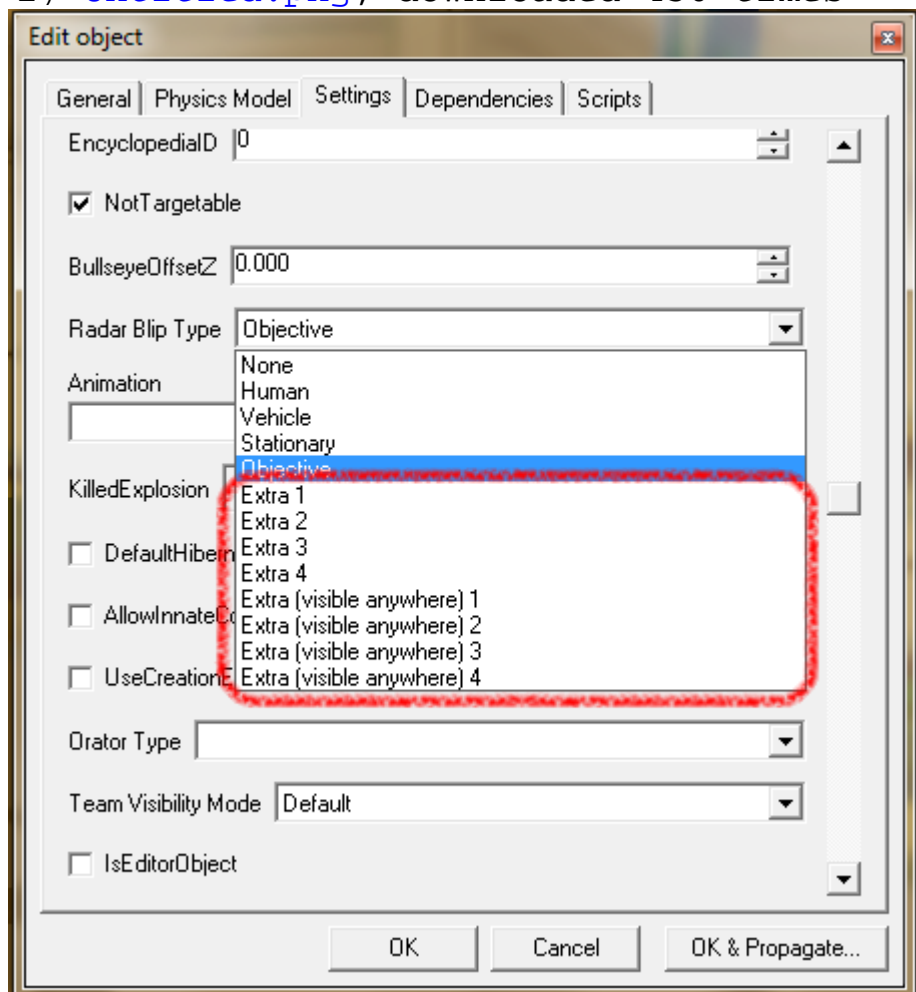 Edit object
General
Physics Model
Settings
Dependencies
Scripts
EncyclopediaID 0
NotTargetable
BullseyeOffsetZ 0.000
Radar Blip Type Objective
None
Animation
Human
Vehicle
Stationary
Objective
KilledExplosion
Extra 1
Extra 2
Extra 3
Extra 4
Extra (visible anywhere) 1
Extra (visible anywhere) 2
Extra (visible anywhere) 3
Extra (visible anywhere) 4
Orator Type
Team Visibility Mode Default
IsEditorObject
OK
Cancel
OK & Propagate...